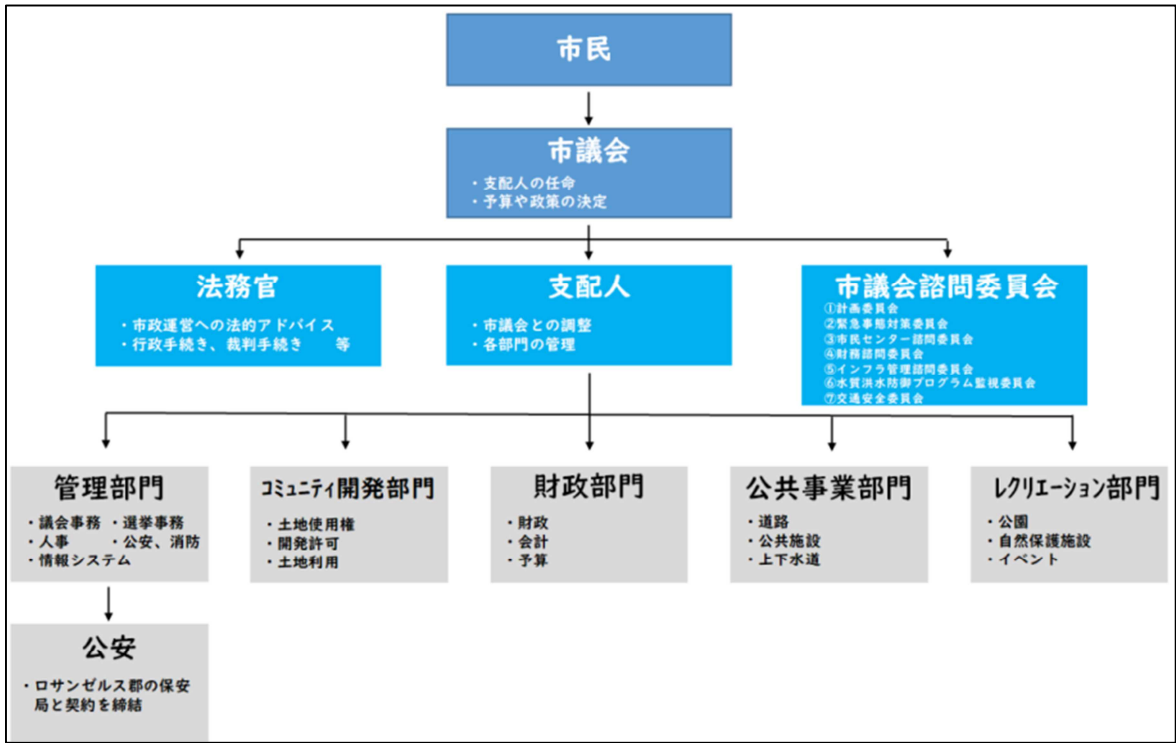 市民
市議会
・支配人の任命
・予算や政策の決定
法務官
・市政運営への法的アドバイス
・行政手続き、裁判手続き　　等
支配人
・市議会との調整
・各部門の管理
市議会諮問委員会
①計画委員会
②緊急事態対策委員会
③市民センター諮問委員会
④財務諮問委員会
⑤インフラ管理諮問委員会
⑥水質洪水防御プログラム監視委員会
⑦交通安全委員会
管理部門
・議会事務　・選挙事務
・人事　　　・公安、消防
・情報システム
ｺﾐｭﾆﾃｨ開発部門
・土地使用権
・開発許可
・土地利用
財政部門
・財政
・会計
・予算
公共事業部門
・道路
・公共施設
・上下水道
ﾚｸﾘｴｰｼｮﾝ部門
・公園
・自然保護施設
・イベント
公安
・ロサンゼルス郡の保安
局と契約を締結